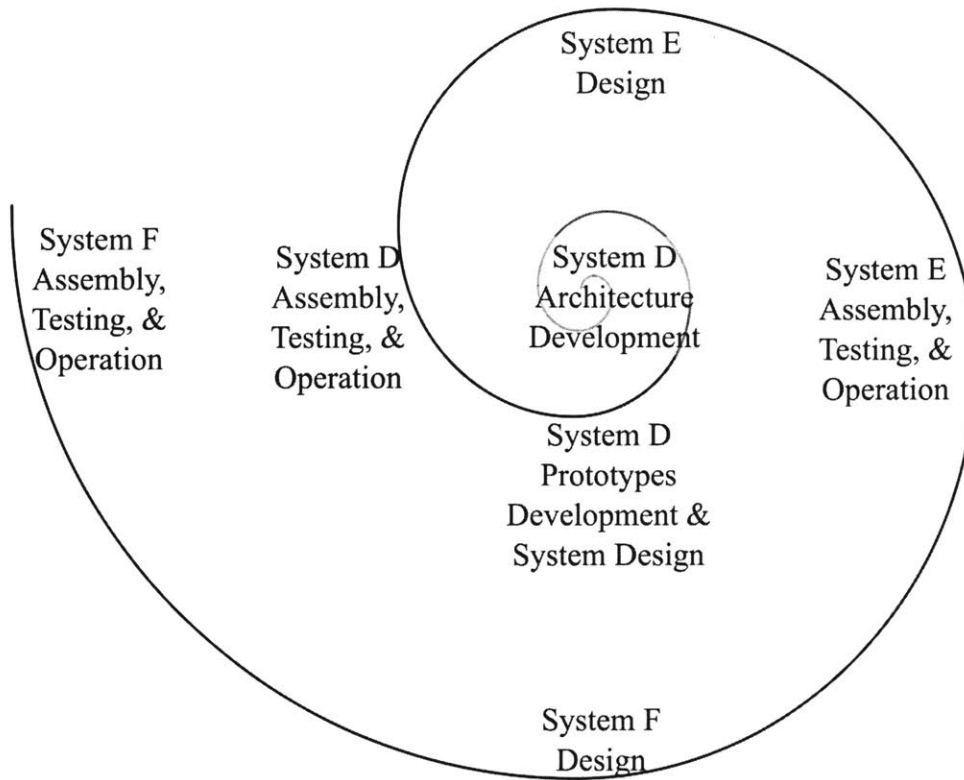 System E
Design
System F
Assembly,
Testing, &
Operation
System D
Assembly,
Testing, &
Operation
System D
Architecture
Development
System E
Assembly,
Testing, &
Operation
System D
Prototypes
Development &
System Design
System F
Design